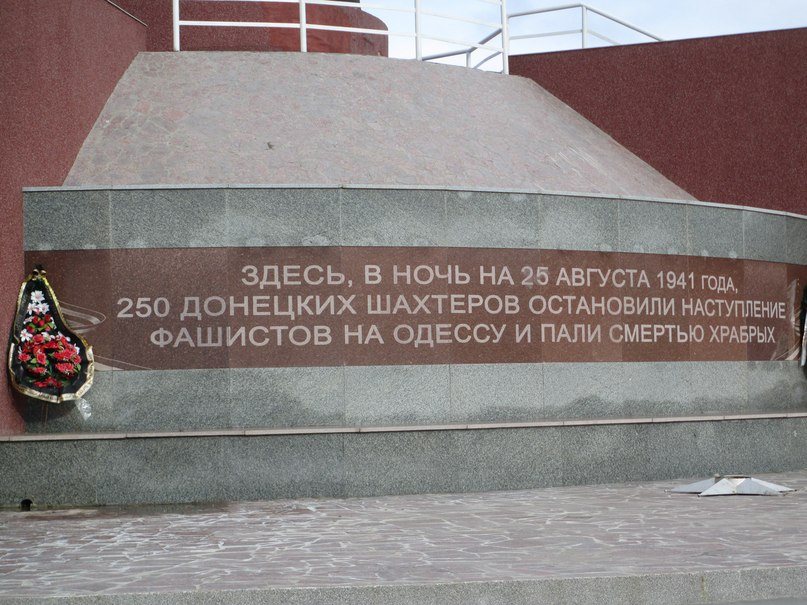 ЗДЕСЬ, В НОЧЬ НА 25 АВГУСТА 1941 ГОДА,
250 ДОНЕЦКИХ ШАХТЕРОВ ОСТАНОВИЛИ НАСТУПЛЕНИЕ
ФАШИСТОВ НА ОДЕССУ И ПАЛИ СМЕРТЬЮ ХРАБРЫХ